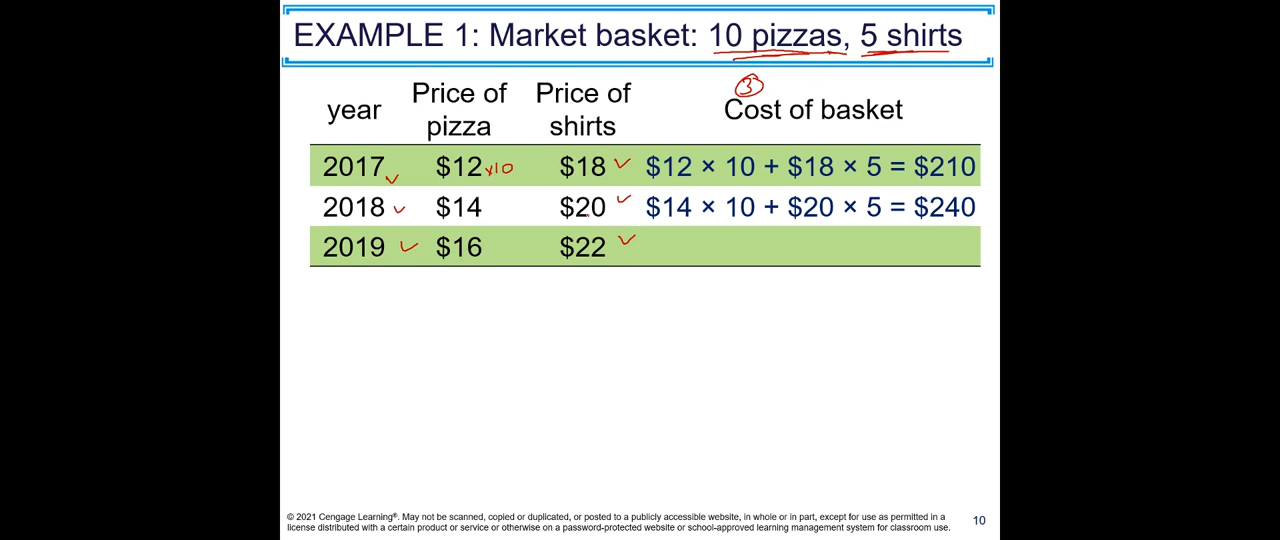 EXAMPLE 1: Market basket: 10 pizzas, 5 shirts
3
year Price of pizza Price of shirts Cost of basket
2017 $12 x10 $18 $12 × 10 + $18 × 5 = $210
2018 $14 $20 $14 × 10 + $20 × 5 = $240
2019 $16 $22
© 2021 Cengage Learning®. May not be scanned, copied or duplicated, or posted to a publicly accessible website, in whole or in part, except for use as permitted in a
license distributed with a certain product or service or otherwise on a password-protected website or school-approved learning management system for classroom use.
10